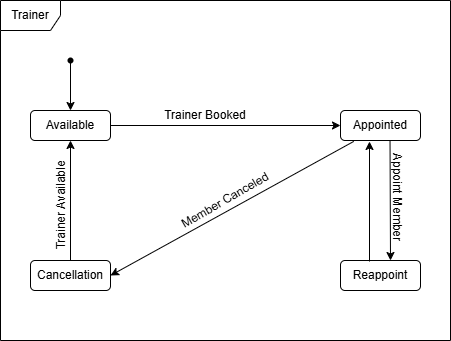 Trainer
Available
Trainer Booked
Appointed
Trainer Available
Member Canceled
Appoint Member
Cancellation
Reappoint